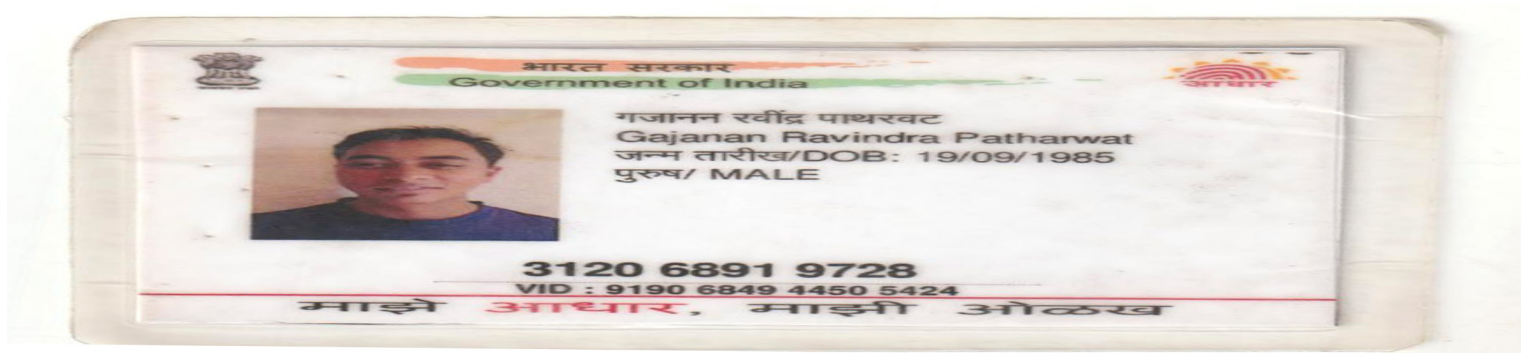 भारत सरकार
Government of India
आधार
गजानन रवींद्र पाथरवट
Gajanan Ravindra Patharwat
जन्म तारीख/DOB: 19/09/1985
पुरुष/ MALE
3120 6891 9728
VID : 9190 6849 4450 5424
माझे आधार, माझी ओळख